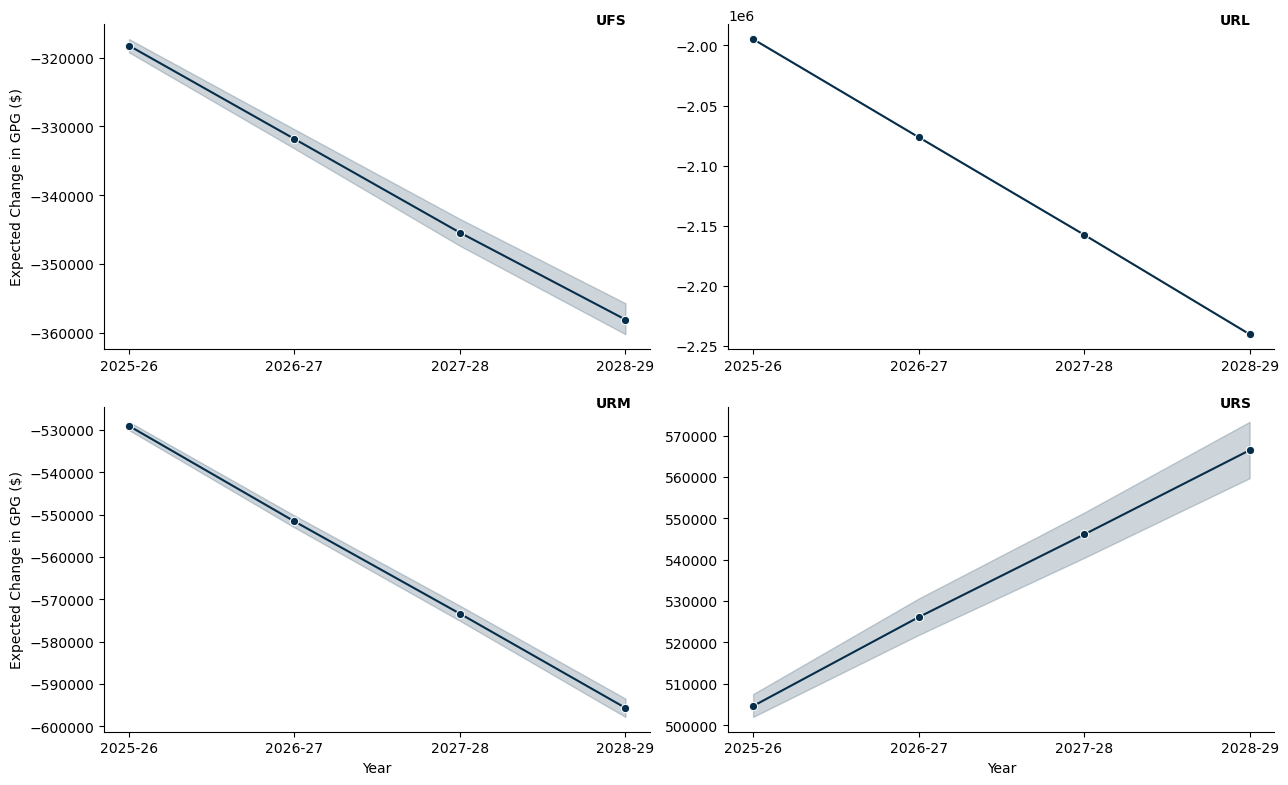 UFS
Expected Change in GPG ($)
−320000
−330000
−340000
−350000
−360000
2025-26 2026-27 2027-28 2028-29
1e6
URL
−2.00
−2.05
−2.10
−2.15
−2.20
−2.25
2025-26 2026-27 2027-28 2028-29
URM
Expected Change in GPG ($)
−530000
−540000
−550000
−560000
−570000
−580000
−590000
−600000
2025-26 2026-27 2027-28 2028-29
Year
URS
570000
560000
550000
540000
530000
520000
510000
500000
2025-26 2026-27 2027-28 2028-29
Year